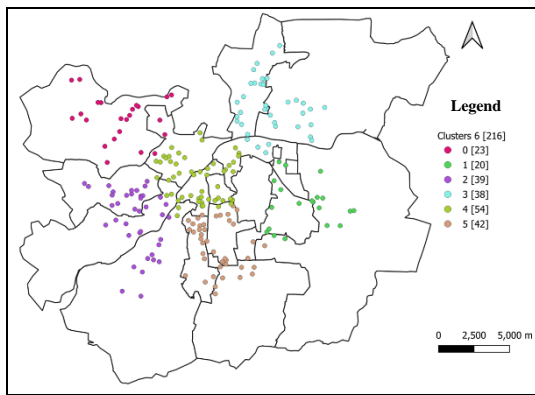 Legend
Clusters 6 [216]
0 [23]
1 [20]
2 [39]
3 [38]
4 [54]
5 [42]
0 2,500 5,000 m